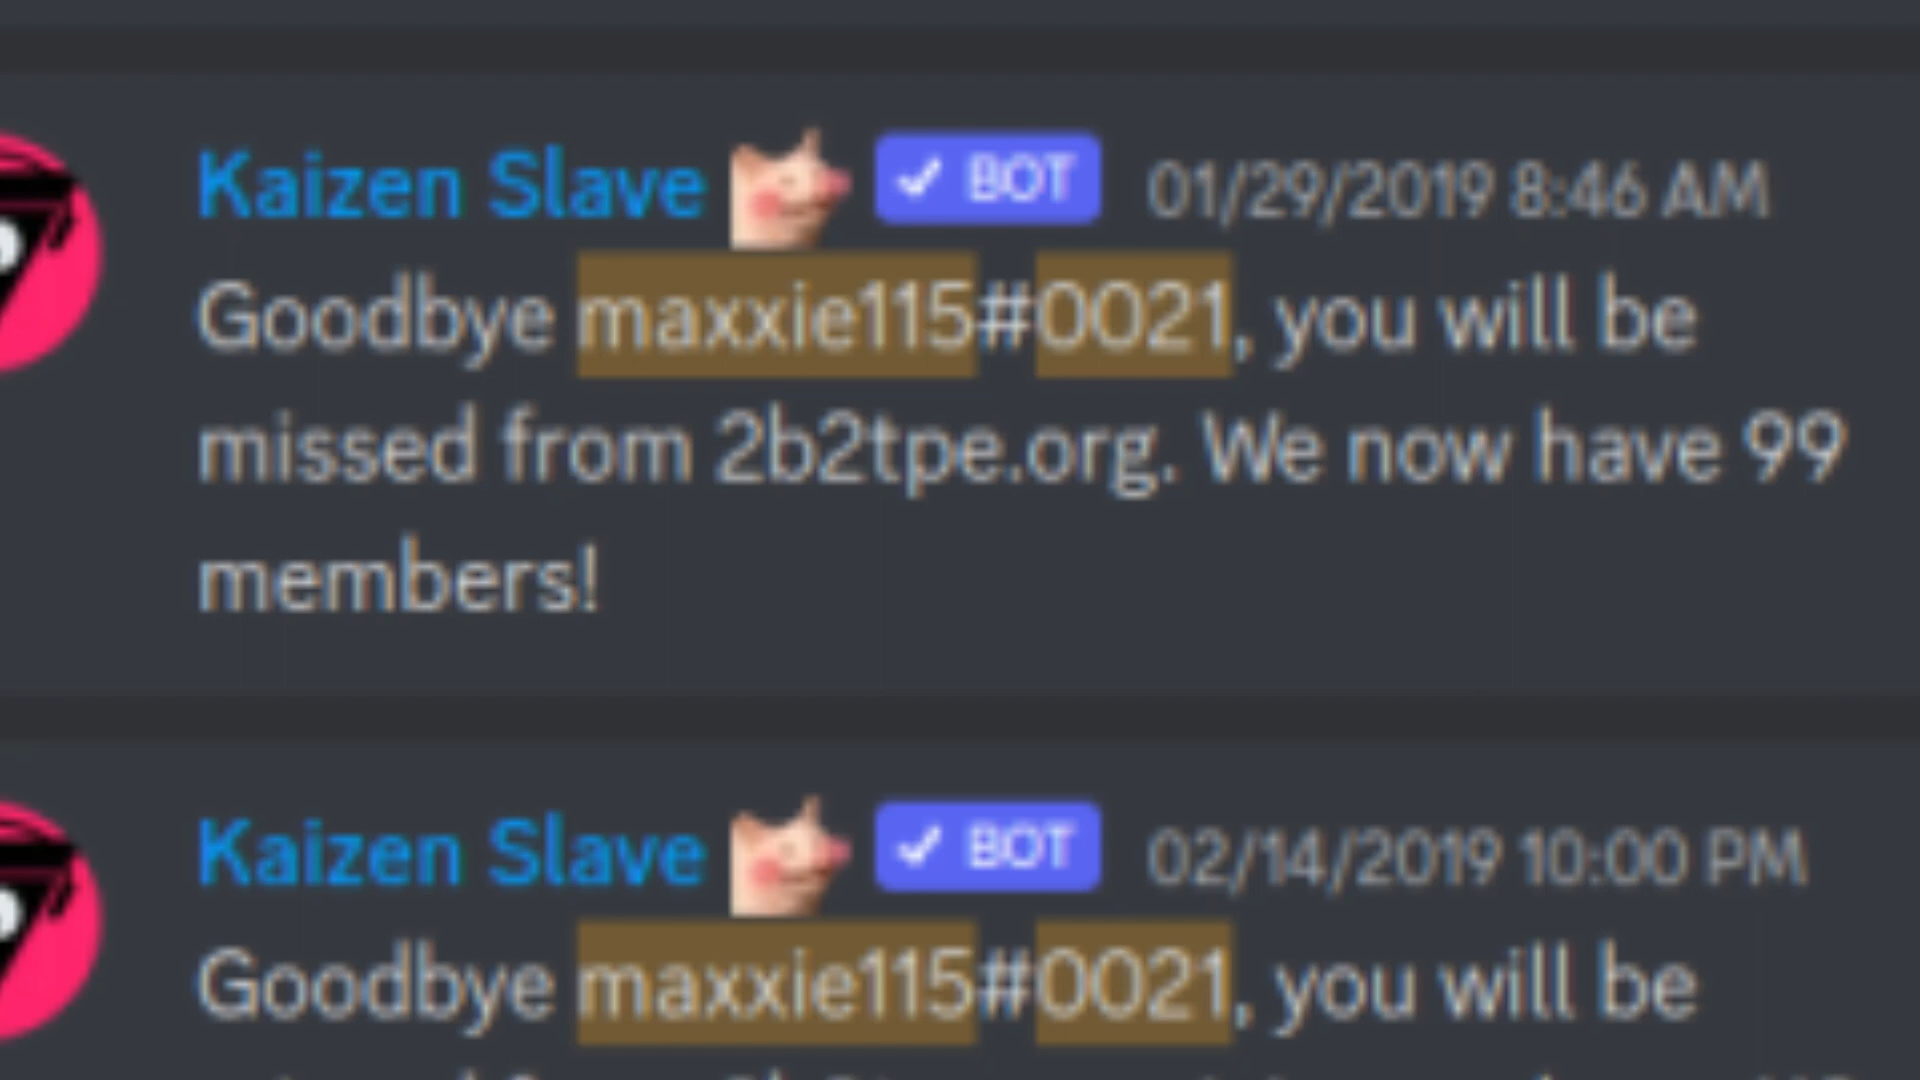 Kaizen Slave BOT 01/29/2019 8:46 AM
Goodbye maxxie115#0021, you will be
missed from 2b2tpe.org. We now have 99
members!
Kaizen Slave BOT 02/14/2019 10:00 PM
Goodbye maxxie115#0021, you will be